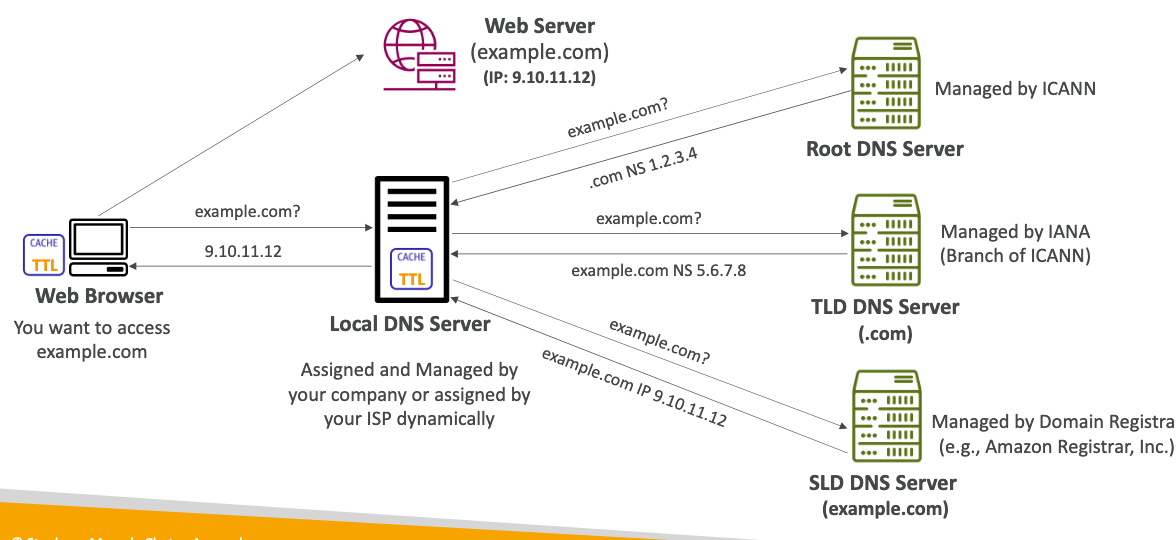 Web Server
(example.com)
(IP: 9.10.11.12)
example.com?
.com NS 1.2.3.4
Managed by ICANN
Root DNS Server
example.com?
9.10.11.12
CACHE
TTL
Web Browser
You want to access
example.com
CACHE
TTL
Local DNS Server
Assigned and Managed by
your company or assigned by
your ISP dynamically
example.com?
example.com NS 5.6.7.8
Managed by IANA
(Branch of ICANN)
TLD DNS Server
(.com)
example.com?
example.com IP 9.10.11.12
Managed by Domain Registra
(e.g., Amazon Registrar, Inc.)
SLD DNS Server
(example.com)